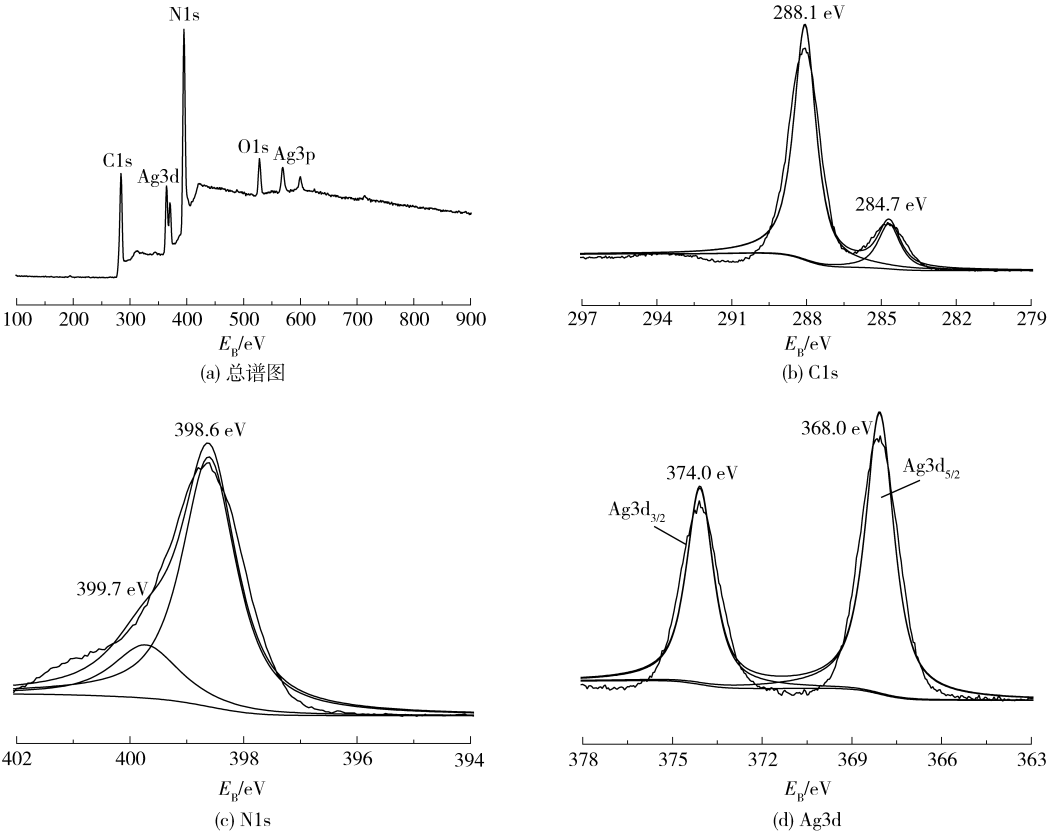 N1s
C1s
Ag3d
O1s
Ag3p
100 200 300 400 500 600 700 800 900
E_B/eV
(a) 总谱图
288.1 eV
284.7 eV
297 294 291 288 285 282 279
E_B/eV
(b) C1s
398.6 eV
399.7 eV
402 400 398 396 394
E_B/eV
(c) N1s
368.0 eV
374.0 eV
Ag3d5/2
Ag3d3/2
378 375 372 369 366 363
E_B/eV
(d) Ag3d